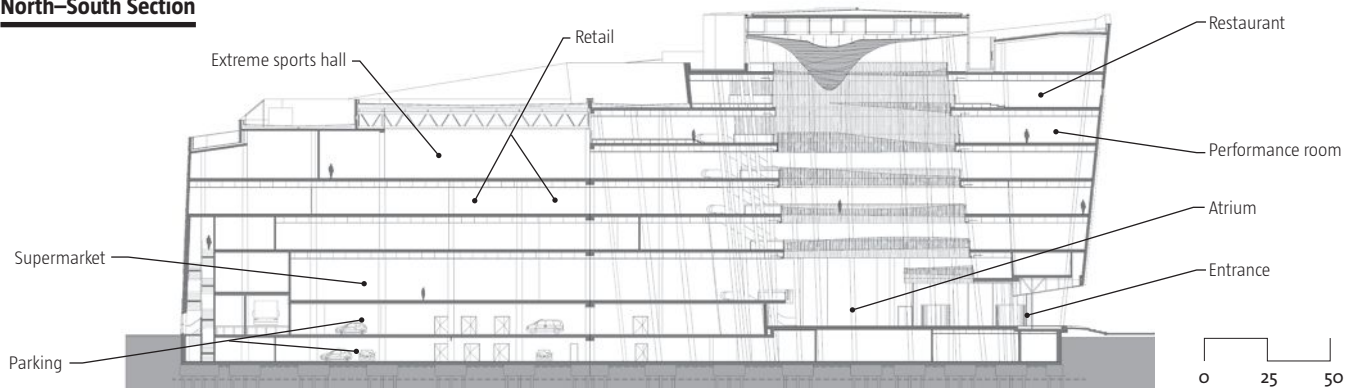 North–South Section
Restaurant
Retail
Extreme sports hall
Performance room
Atrium
Supermarket
Entrance
Parking
0 25 50